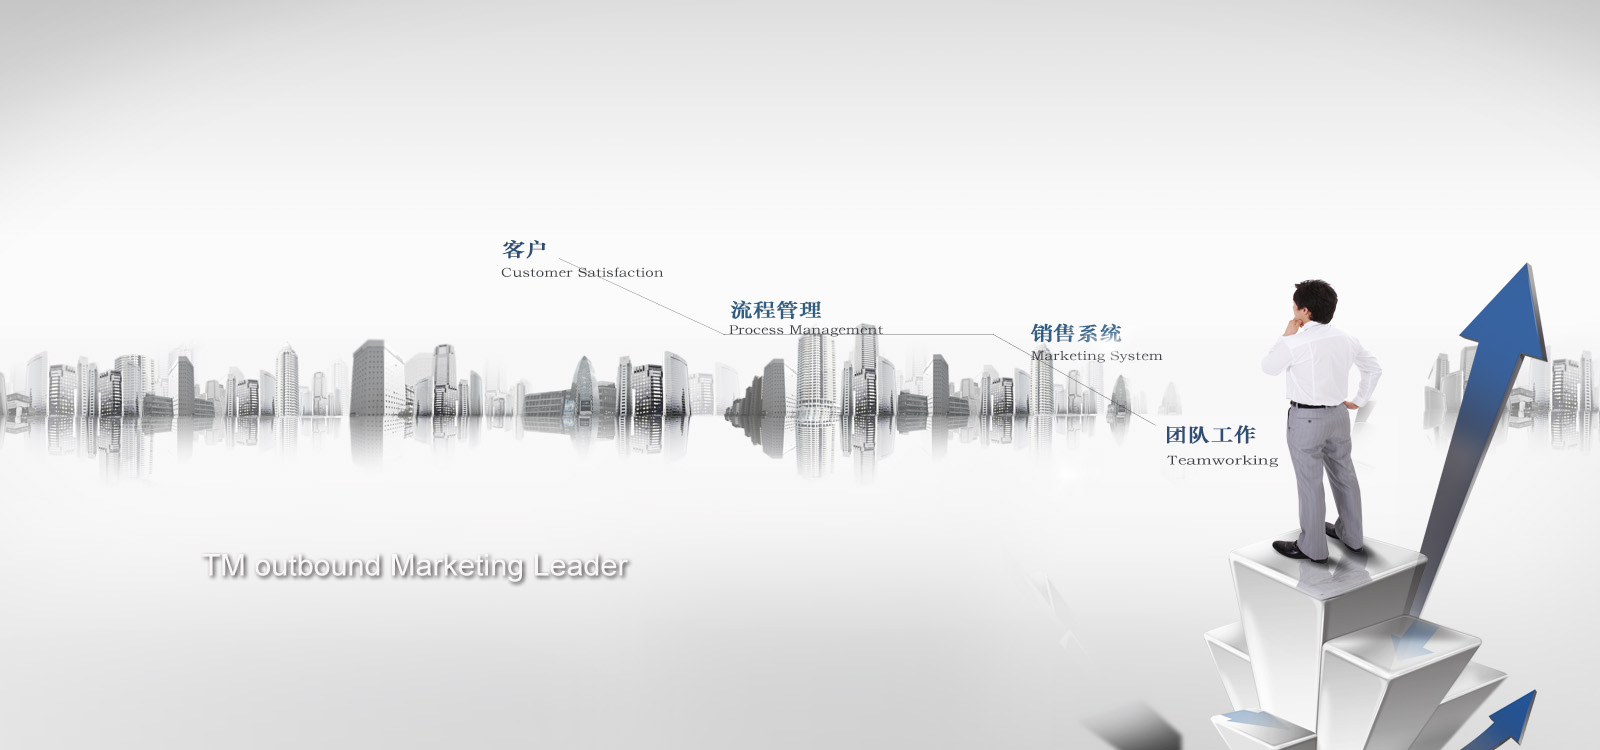 客户
Customer Satisfaction
流程管理
Process Management
销售系统
Marketing System
团队工作
Teamworking
TM outbound Marketing Leader